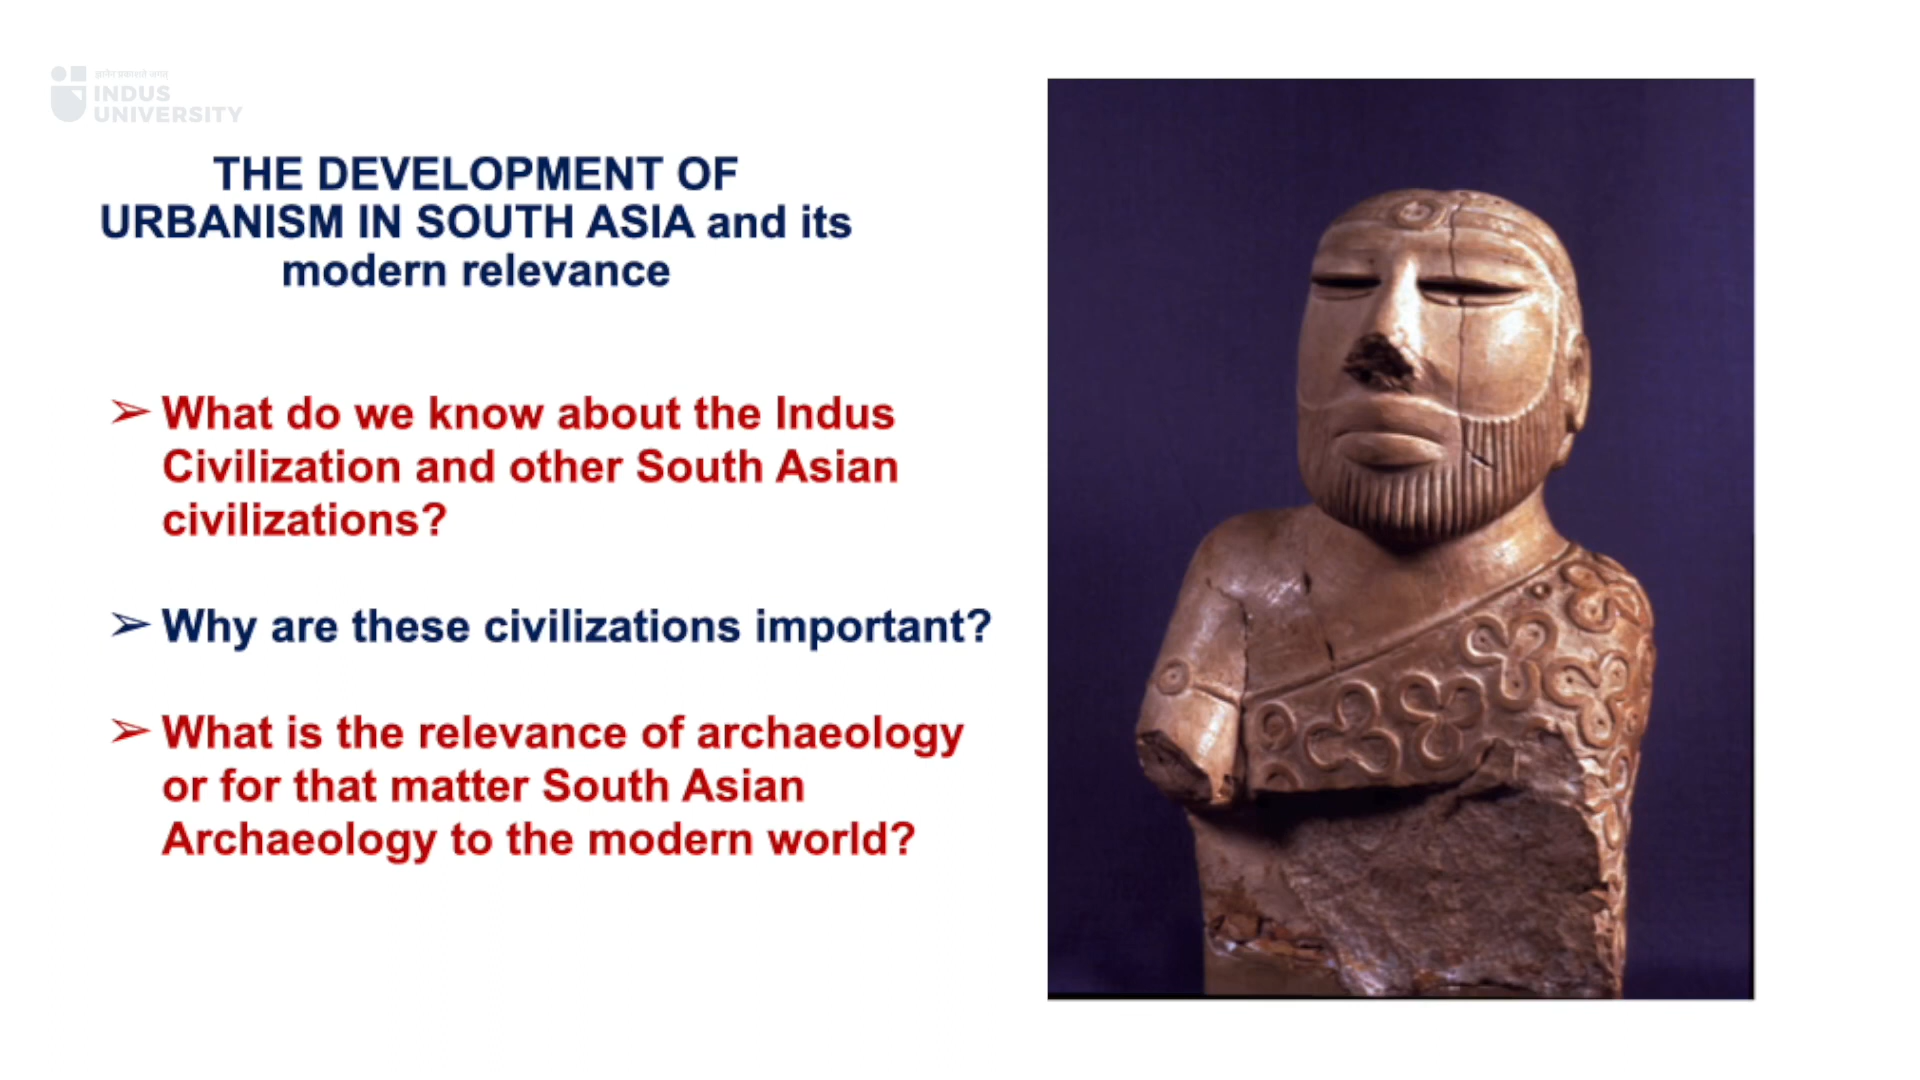 INDUS
UNIVERSITY
THE DEVELOPMENT OF
URBANISM IN SOUTH ASIA and its
modern relevance
➢ What do we know about the Indus
Civilization and other South Asian
civilizations?
➢ Why are these civilizations important?
➢ What is the relevance of archaeology
or for that matter South Asian
Archaeology to the modern world?